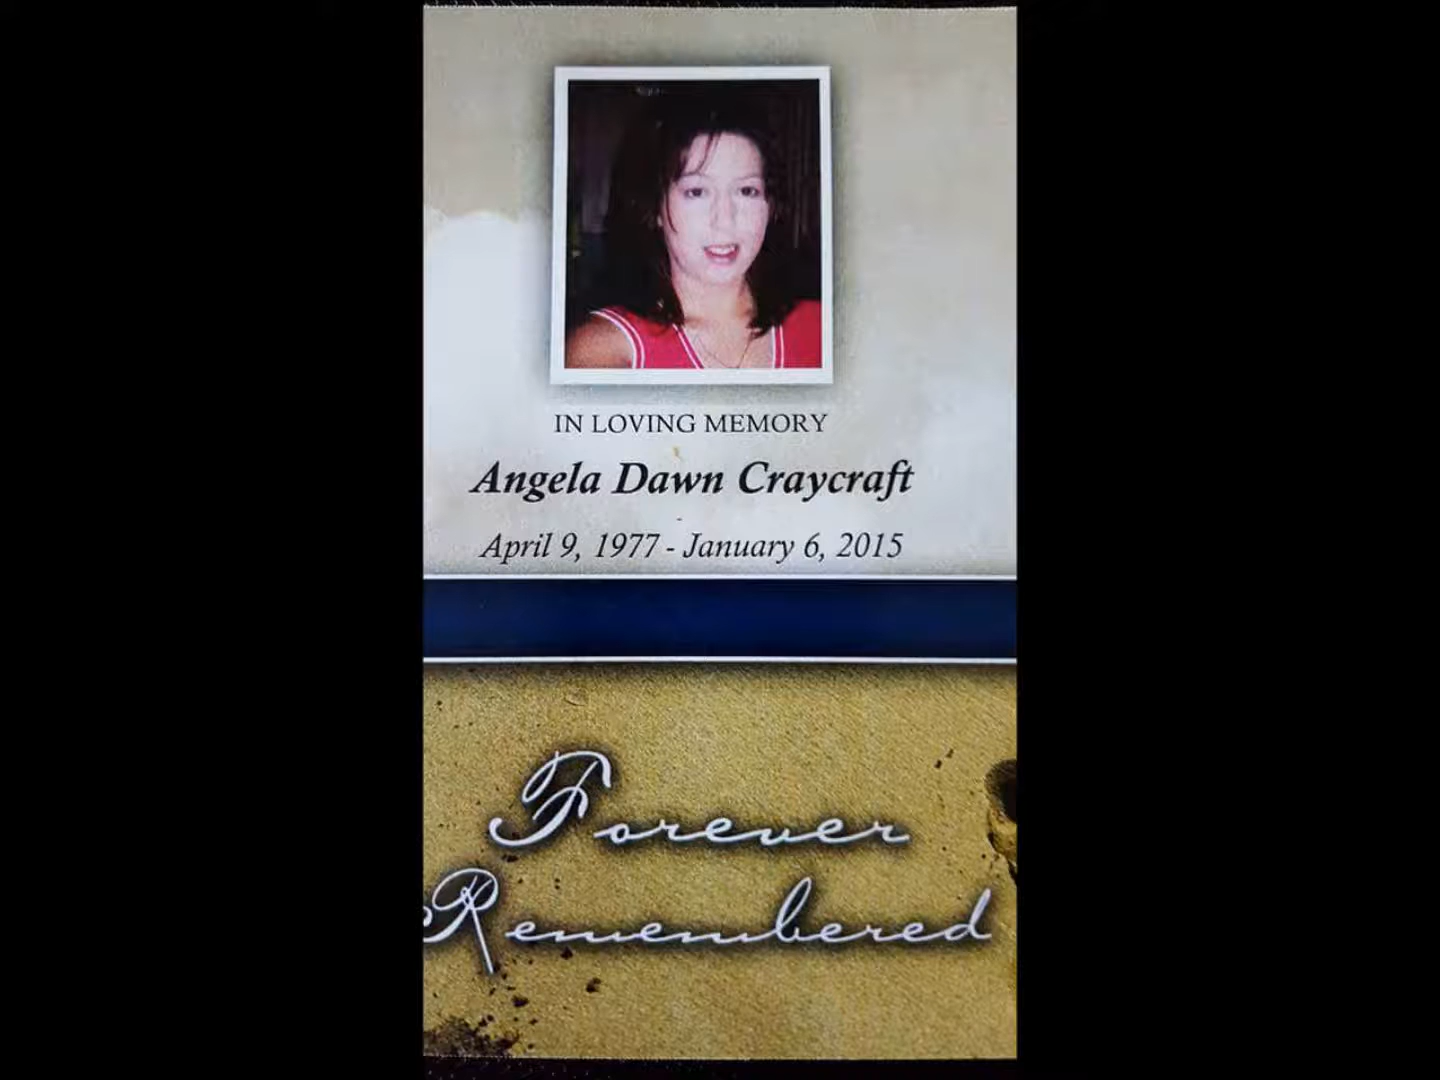 IN LOVING MEMORY
Angela Dawn Craycraft
April 9, 1977 - January 6, 2015
Forever
Remembered